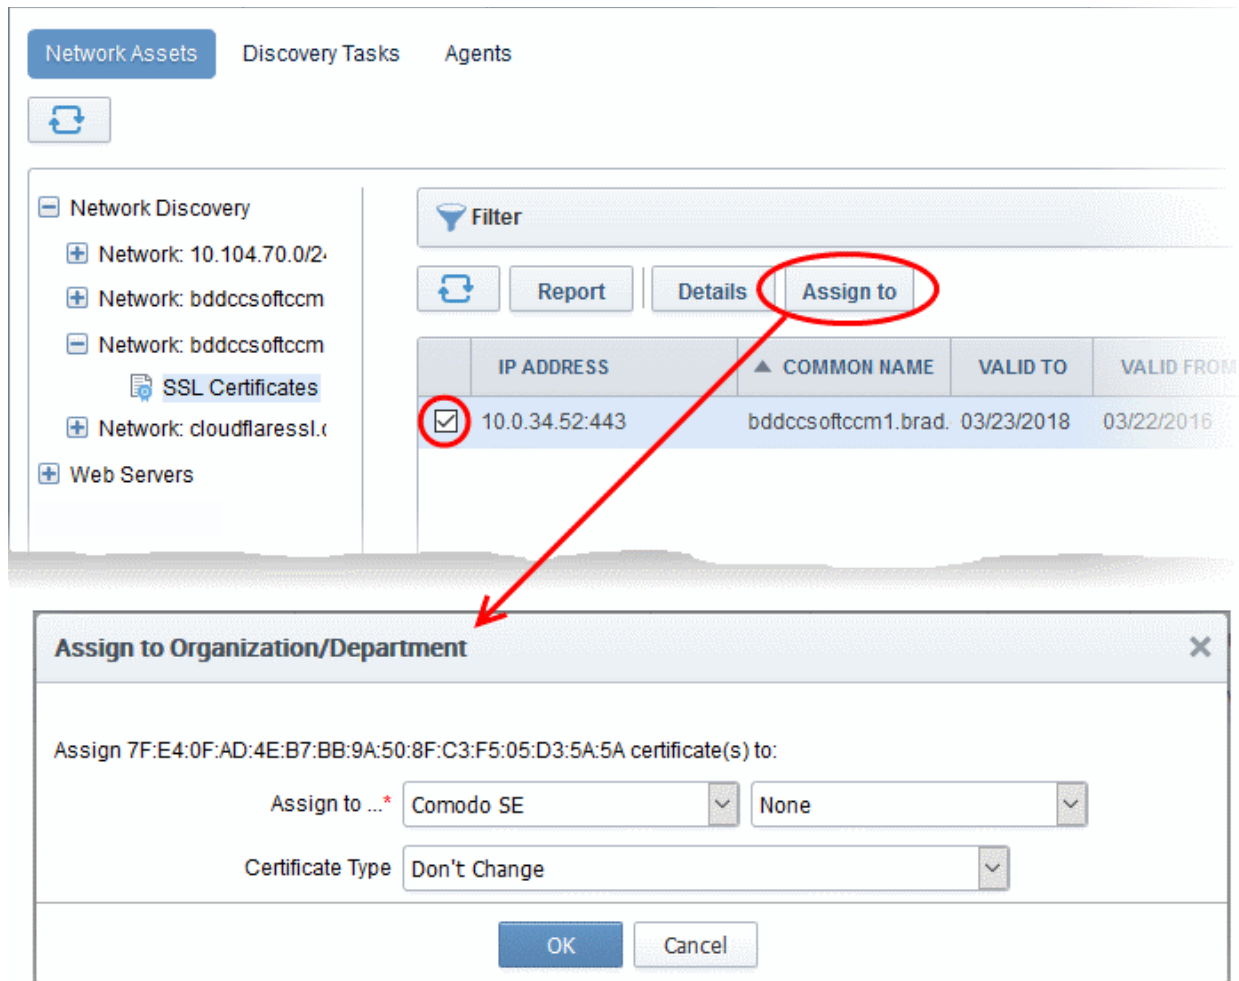 Network Assets Discovery Tasks Agents
Network Discovery
Network: 10.104.70.0/24
Network: bddccsoftccm
Network: bddccsoftccm
SSL Certificates
Network: cloudflaressl.c
Web Servers
Filter
Report Details Assign to
IP ADDRESS COMMON NAME VALID TO VALID FROM
10.0.34.52:443 bddccsoftccm1.brad. 03/23/2018 03/22/2016
Assign to Organization/Department
Assign 7F:E4:0F:AD:4E:B7:BB:9A:50:8F:C3:F5:05:D3:5A:5A certificate(s) to:
Assign to ...* Comodo SE None
Certificate Type Don't Change
OK Cancel